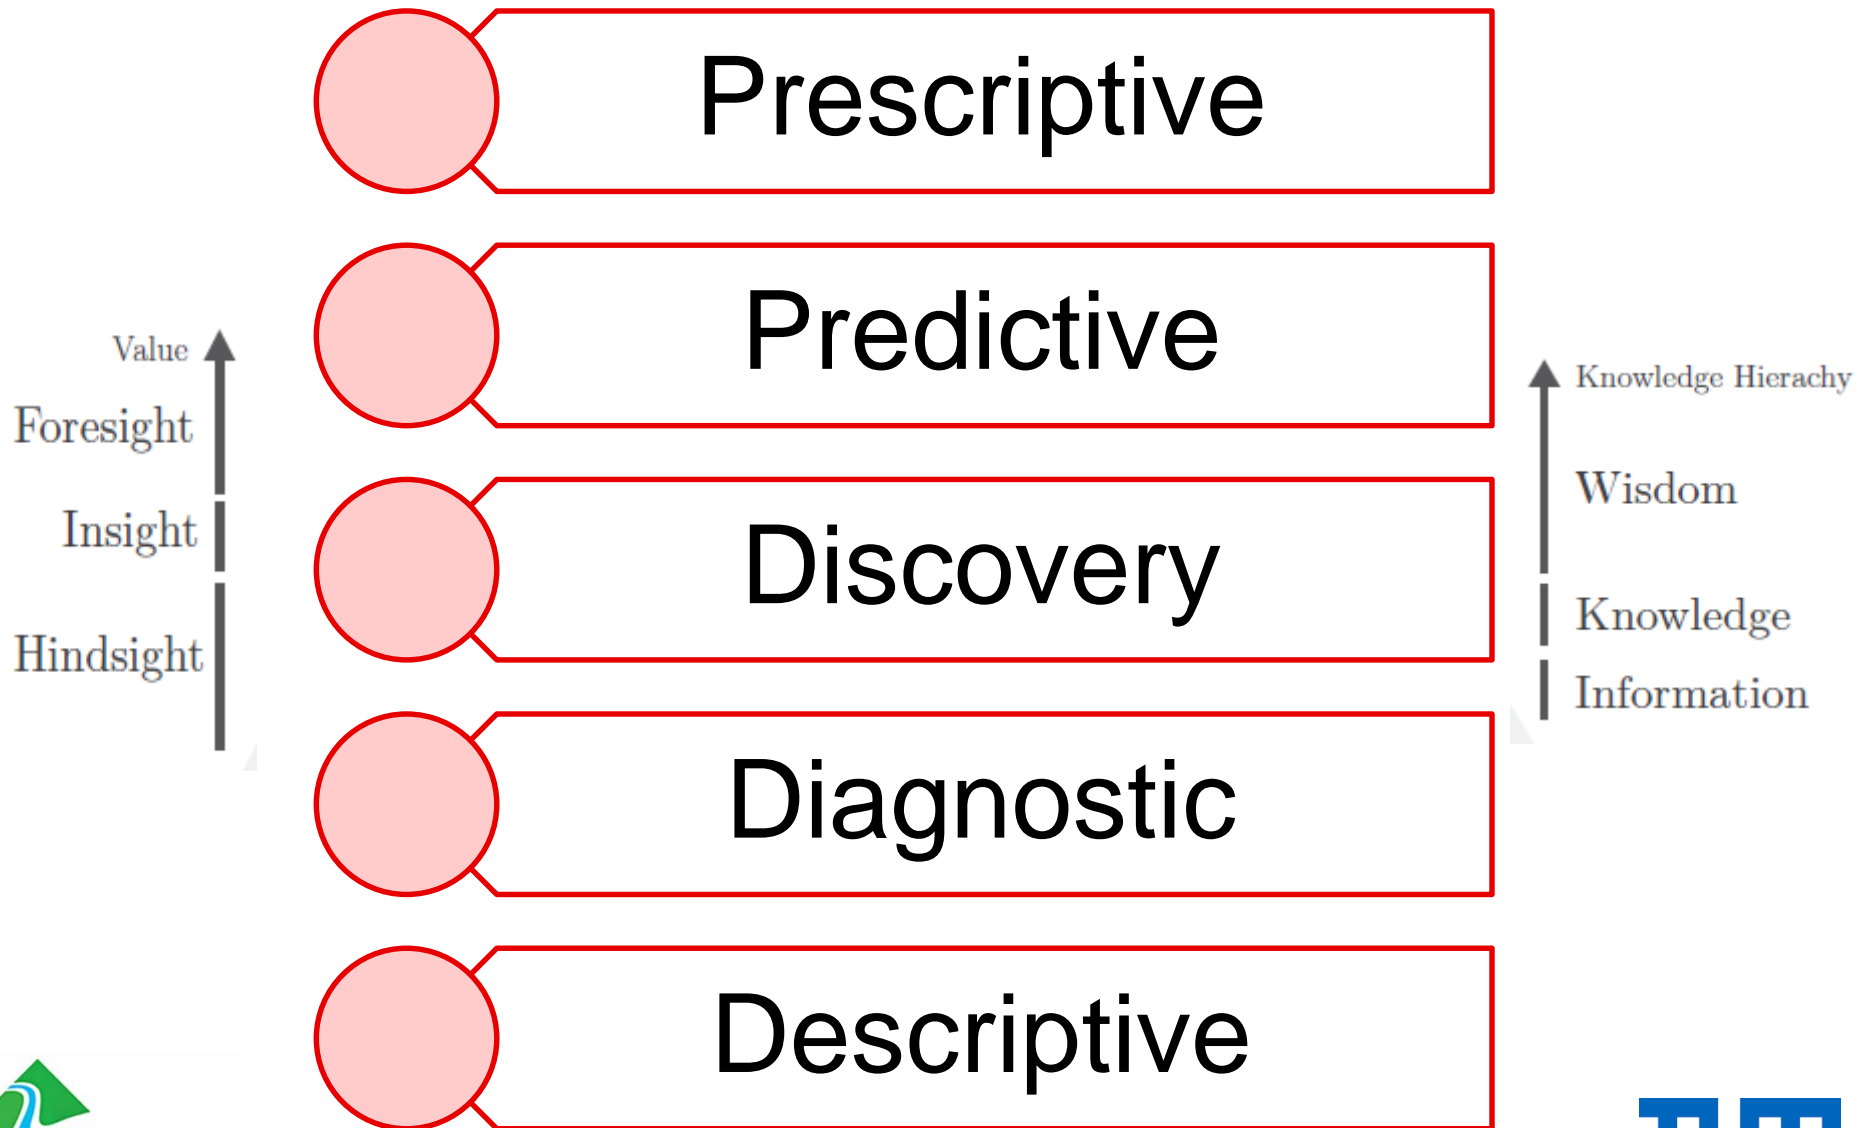 Prescriptive
Predictive
Discovery
Diagnostic
Descriptive
Value
Foresight
Insight
Hindsight
Knowledge Hierachy
Wisdom
Knowledge
Information